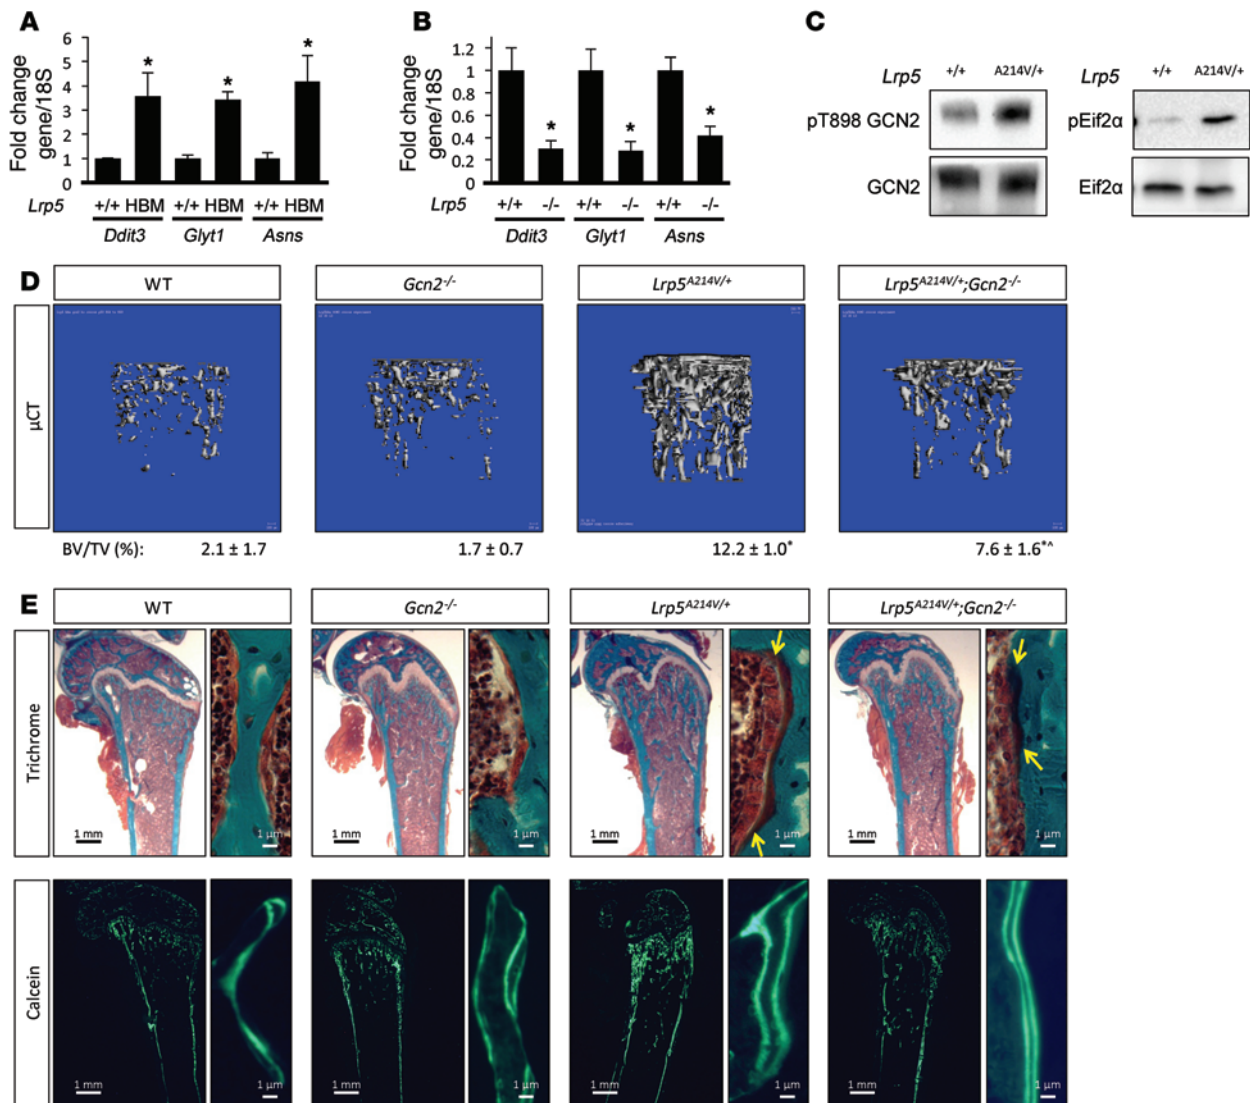 A
Fold change
gene/18S
6
5
4
3
2
1
0
* * *
Lrp5 +/+ HBM +/+ HBM +/+ HBM
Ddit3 Glyt1 Asns
B
Fold change
gene/18S
1.2
1
0.8
0.6
0.4
0.2
0
* * *
Lrp5 +/+ -/- +/+ -/- +/+ -/-
Ddit3 Glyt1 Asns
C
Lrp5 +/+ A214V/+
pT898 GCN2
GCN2
Lrp5 +/+ A214V/+
pEif2α
Eif2α
D
WT Gcn2-/- Lrp5A214V/+ Lrp5A214V/+;Gcn2-/-
µCT
BV/TV (%): 2.1 ± 1.7 1.7 ± 0.7 12.2 ± 1.0* 7.6 ± 1.6*^
E
WT Gcn2-/- Lrp5A214V/+ Lrp5A214V/+;Gcn2-/-
Trichrome
1 mm 1 µm 1 mm 1 µm 1 mm 1 µm 1 mm 1 µm
Calcein
1 mm 1 µm 1 mm 1 µm 1 mm 1 µm 1 mm 1 µm